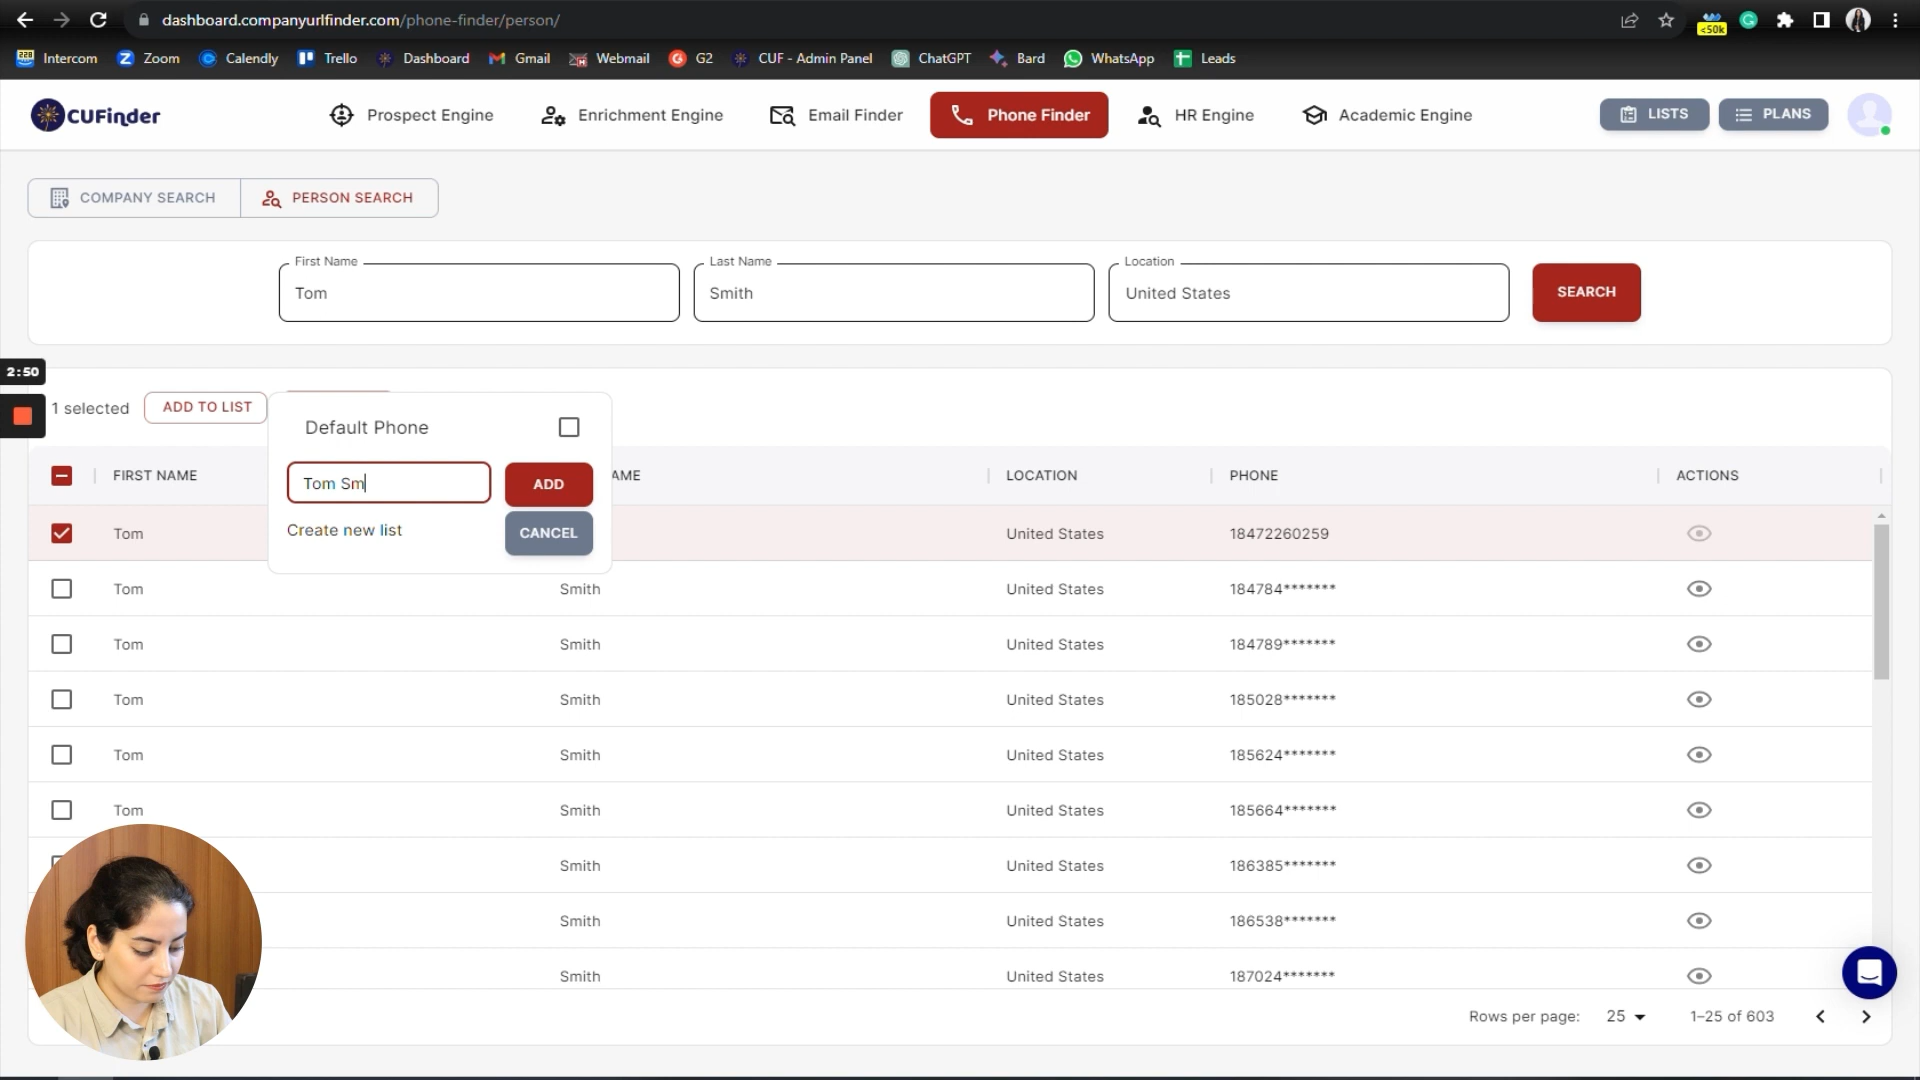 dashboard.companyurlfinder.com/phone-finder/person/
<50k
228 Intercom Zoom Calendly Trello Dashboard Gmail Webmail G2 CUF - Admin Panel ChatGPT Bard WhatsApp Leads
CUFinder Prospect Engine Enrichment Engine Email Finder Phone Finder HR Engine Academic Engine LISTS PLANS
COMPANY SEARCH PERSON SEARCH
First Name Last Name Location
Tom Smith United States SEARCH
2:50
1 selected ADD TO LIST
Default Phone
Tom Sm ADD
Create new list CANCEL
FIRST NAME AME LOCATION PHONE ACTIONS
Tom United States 18472260259
Tom Smith United States 184784*******
Tom Smith United States 184789*******
Tom Smith United States 185028*******
Tom Smith United States 185624*******
Tom Smith United States 185664*******
Smith United States 186385*******
Smith United States 186538*******
Smith United States 187024*******
Rows per page: 25 1–25 of 603